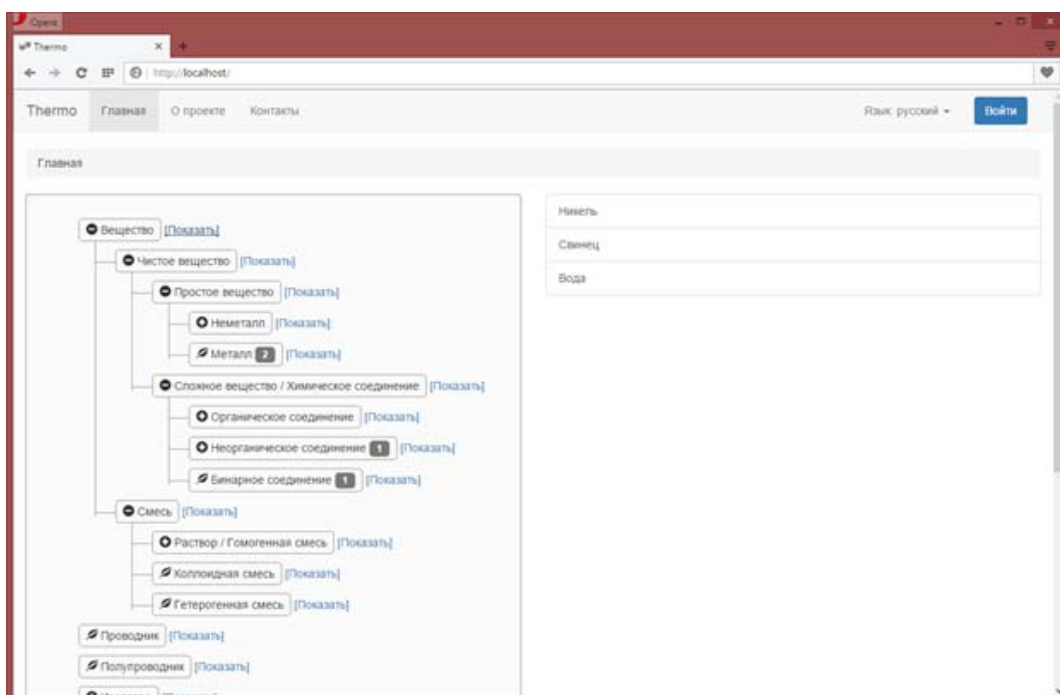 Opera
Thermo
http://localhost/
Thermo Главная О проекте Контакты Язык: русский Войти
Главная
Вещество [Показать]
Чистое вещество [Показать]
Простое вещество [Показать]
Неметалл [Показать]
Металл 2 [Показать]
Сложное вещество / Химическое соединение [Показать]
Органическое соединение [Показать]
Неорганическое соединение 1 [Показать]
Бинарное соединение 1 [Показать]
Смесь [Показать]
Раствор / Гомогенная смесь [Показать]
Коллоидная смесь [Показать]
Гетерогенная смесь [Показать]
Проводник [Показать]
Полупроводник [Показать]
Никель
Свинец
Вода